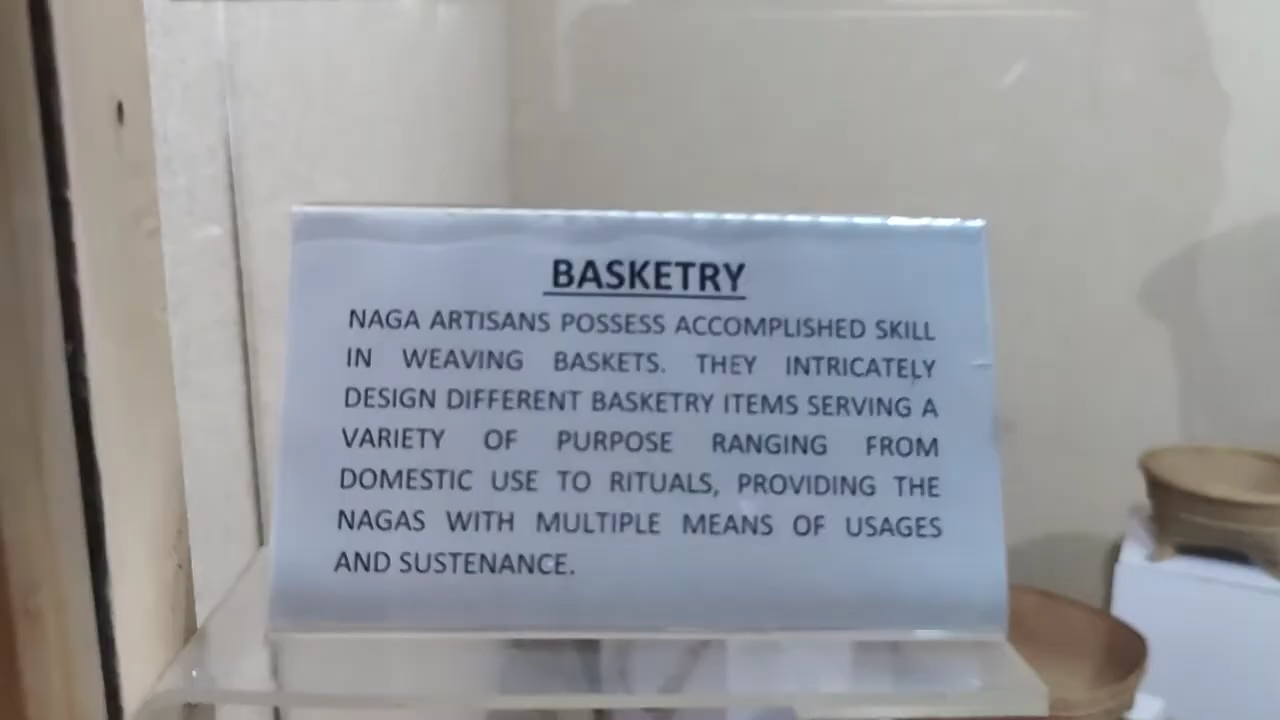 BASKETRY
NAGA ARTISANS POSSESS ACCOMPLISHED SKILL
IN WEAVING BASKETS. THEY INTRICATELY
DESIGN DIFFERENT BASKETRY ITEMS SERVING A
VARIETY OF PURPOSE RANGING FROM
DOMESTIC USE TO RITUALS, PROVIDING THE
NAGAS WITH MULTIPLE MEANS OF USAGES
AND SUSTENANCE.